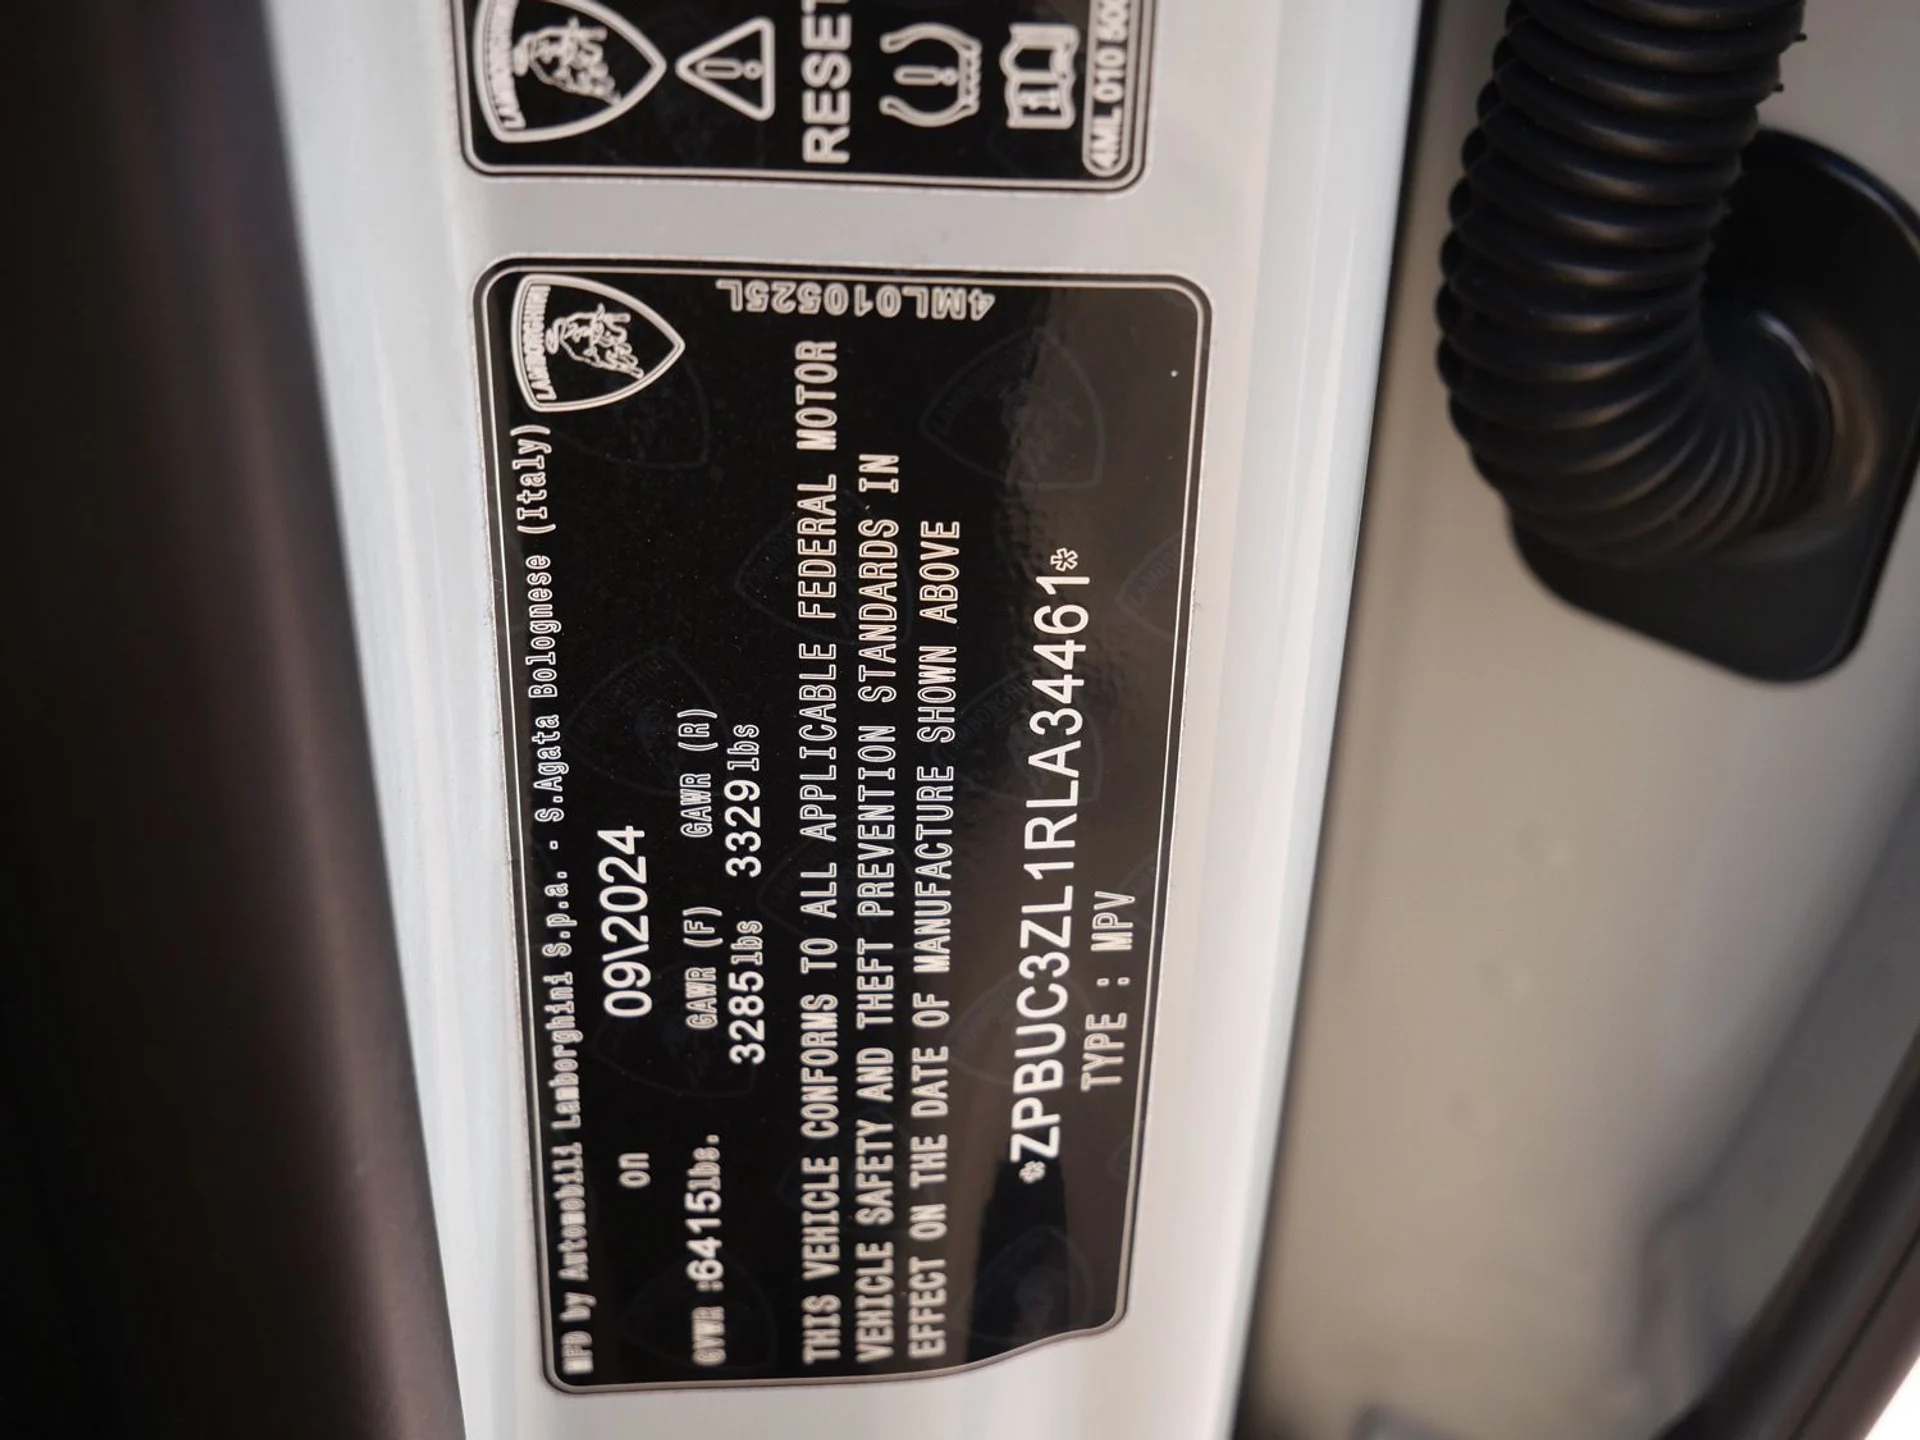 LAMBORGHINI
RESET
4ML 010 500
LAMBORGHINI
4ML010525L
MFD by Automobili Lamborghini S.p.a. - S.Agata Bolognese (Italy)
on 09\2024
GVWR :6415lbs. GAWR (F) GAWR (R)
3285lbs 3329lbs
THIS VEHICLE CONFORMS TO ALL APPLICABLE FEDERAL MOTOR
VEHICLE SAFETY AND THEFT PREVENTION STANDARDS IN
EFFECT ON THE DATE OF MANUFACTURE SHOWN ABOVE
*ZPBUC3ZL1RLA34461*
TYPE : MPV